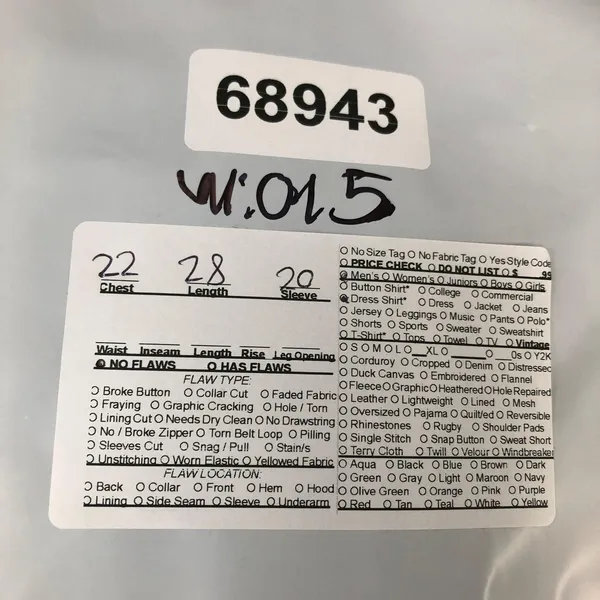 68943
W:01.5
22 28 20
Chest Length Sleeve
Waist Inseam Length Rise Leg Opening
O NO FLAWS O HAS FLAWS
FLAW TYPE:
O Broke Button O Collar Cut O Faded Fabric
O Fraying O Graphic Cracking O Hole / Torn
O Lining Cut O Needs Dry Clean O No Drawstring
O No / Broke Zipper O Torn Belt Loop O Pilling
O Sleeves Cut O Snag / Pull O Stain/s
O Unstitching O Worn Elastic O Yellowed Fabric
FLAW LOCATION:
O Back O Collar O Front O Hem O Hood
O Lining O Side Seam O Sleeve O Underarm
O No Size Tag O No Fabric Tag O Yes Style Code
O PRICE CHECK O DO NOT LIST O $ 99
O Men's O Women's O Juniors O Boys O Girls
O Button Shirt* O College O Commercial
O Dress Shirt* O Dress O Jacket O Jeans
O Jersey O Leggings O Music O Pants O Polo*
O Shorts O Sports O Sweater O Sweatshirt
O T-Shirt* O Tops O Towel O TV O Vintage
O S O M O L O __XL O ____ O __0s O Y2K
O Corduroy O Cropped O Denim O Distressed
O Duck Canvas O Embroidered O Flannel
O Fleece O Graphic O Heathered O Hole Repaired
O Leather O Lightweight O Lined O Mesh
O Oversized O Pajama O Quilted O Reversible
O Rhinestones O Rugby O Shoulder Pads
O Single Stitch O Snap Button O Sweat Short
O Terry Cloth O Twill O Velour O Windbreaker
O Aqua O Black O Blue O Brown O Dark
O Green O Gray O Light O Maroon O Navy
O Olive Green O Orange O Pink O Purple
O Red O Tan O Teal O White O Yellow